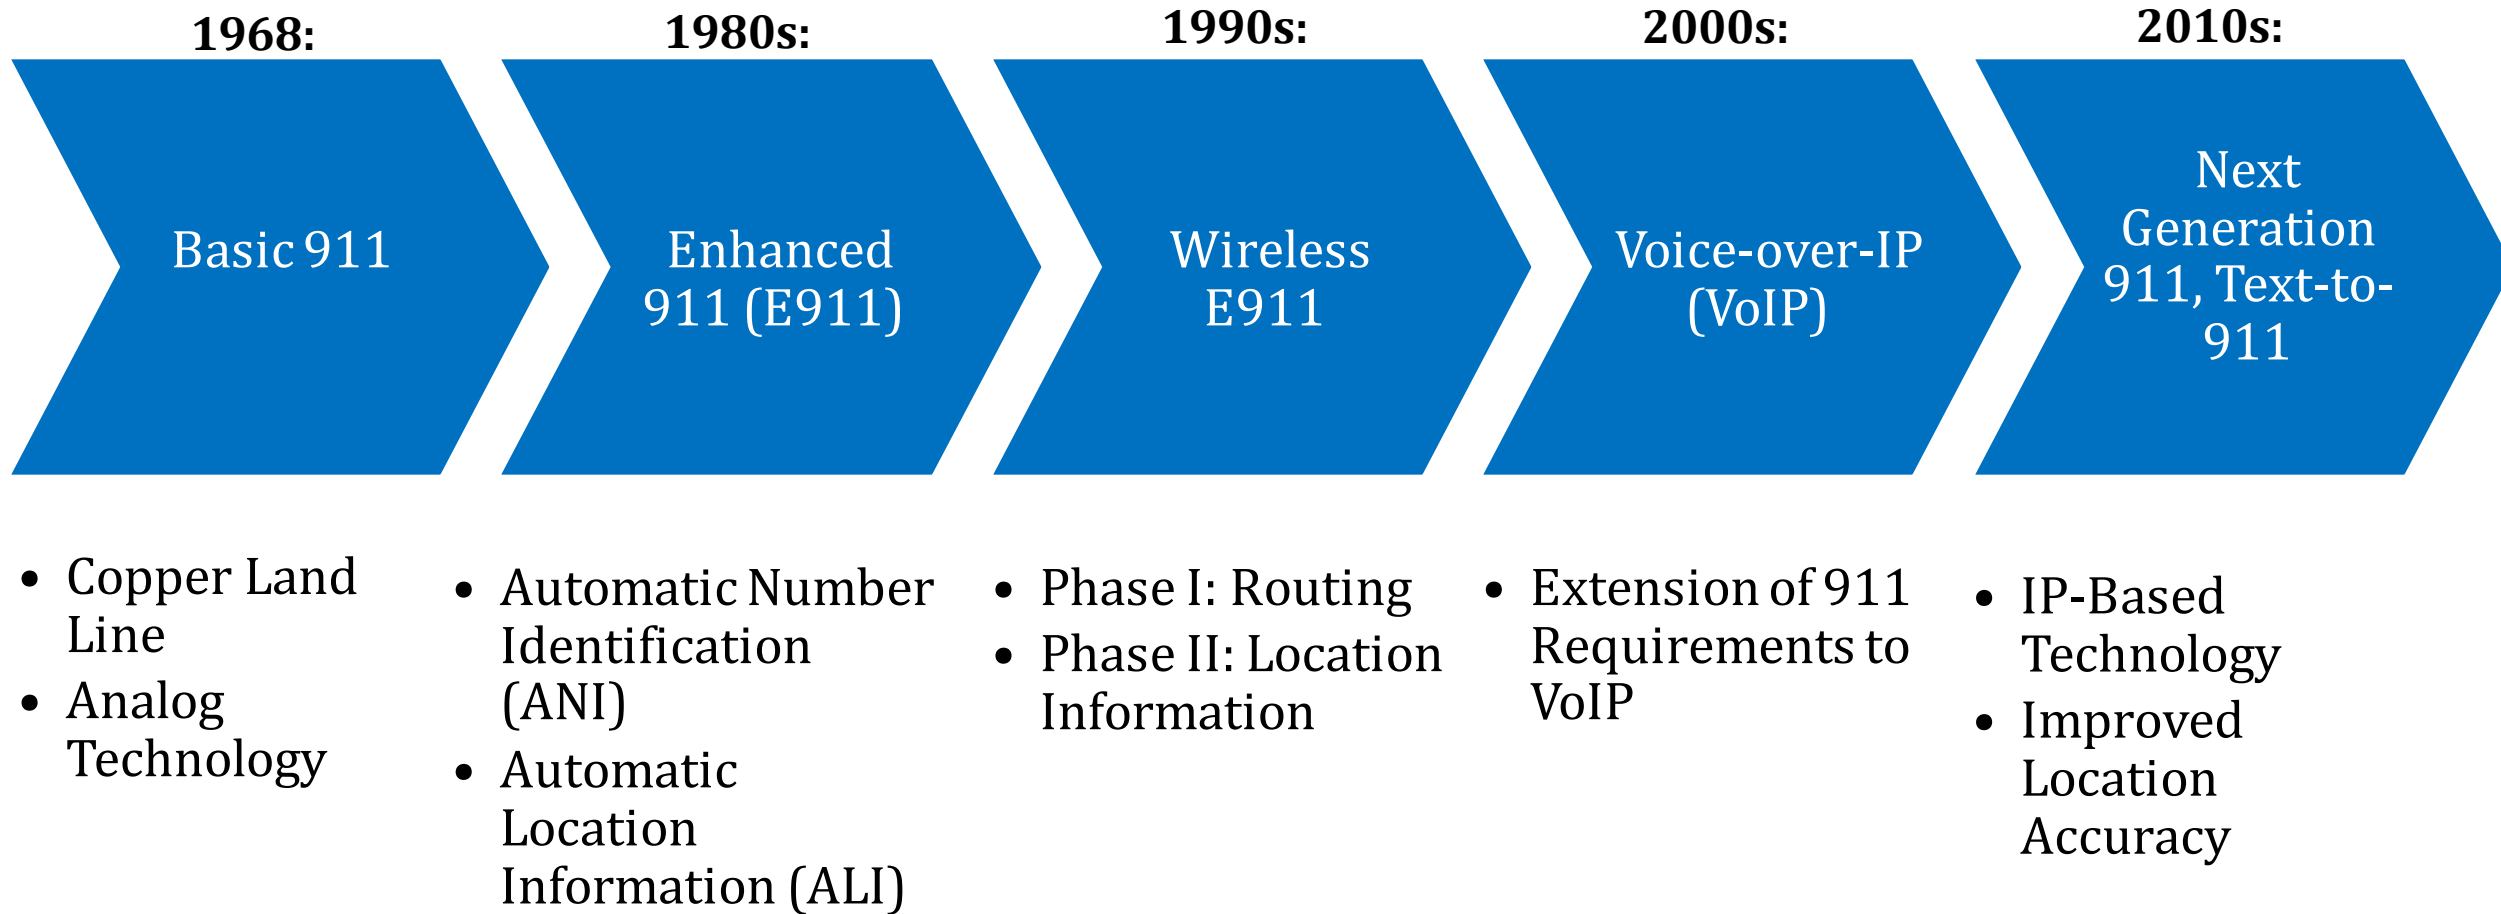 1968:
Basic 911
Copper Land
Line
Analog
Technology
1980s:
Enhanced
911 (E911)
Automatic Number
Identification
(ANI)
Automatic
Location
Information (ALI)
1990s:
Wireless
E911
Phase I: Routing
Phase II: Location
Information
2000s:
Voice-over-IP
(VoIP)
Extension of 911
Requirements to
VoIP
2010s:
Next
Generation
911, Text-to-
911
IP-Based
Technology
Improved
Location
Accuracy